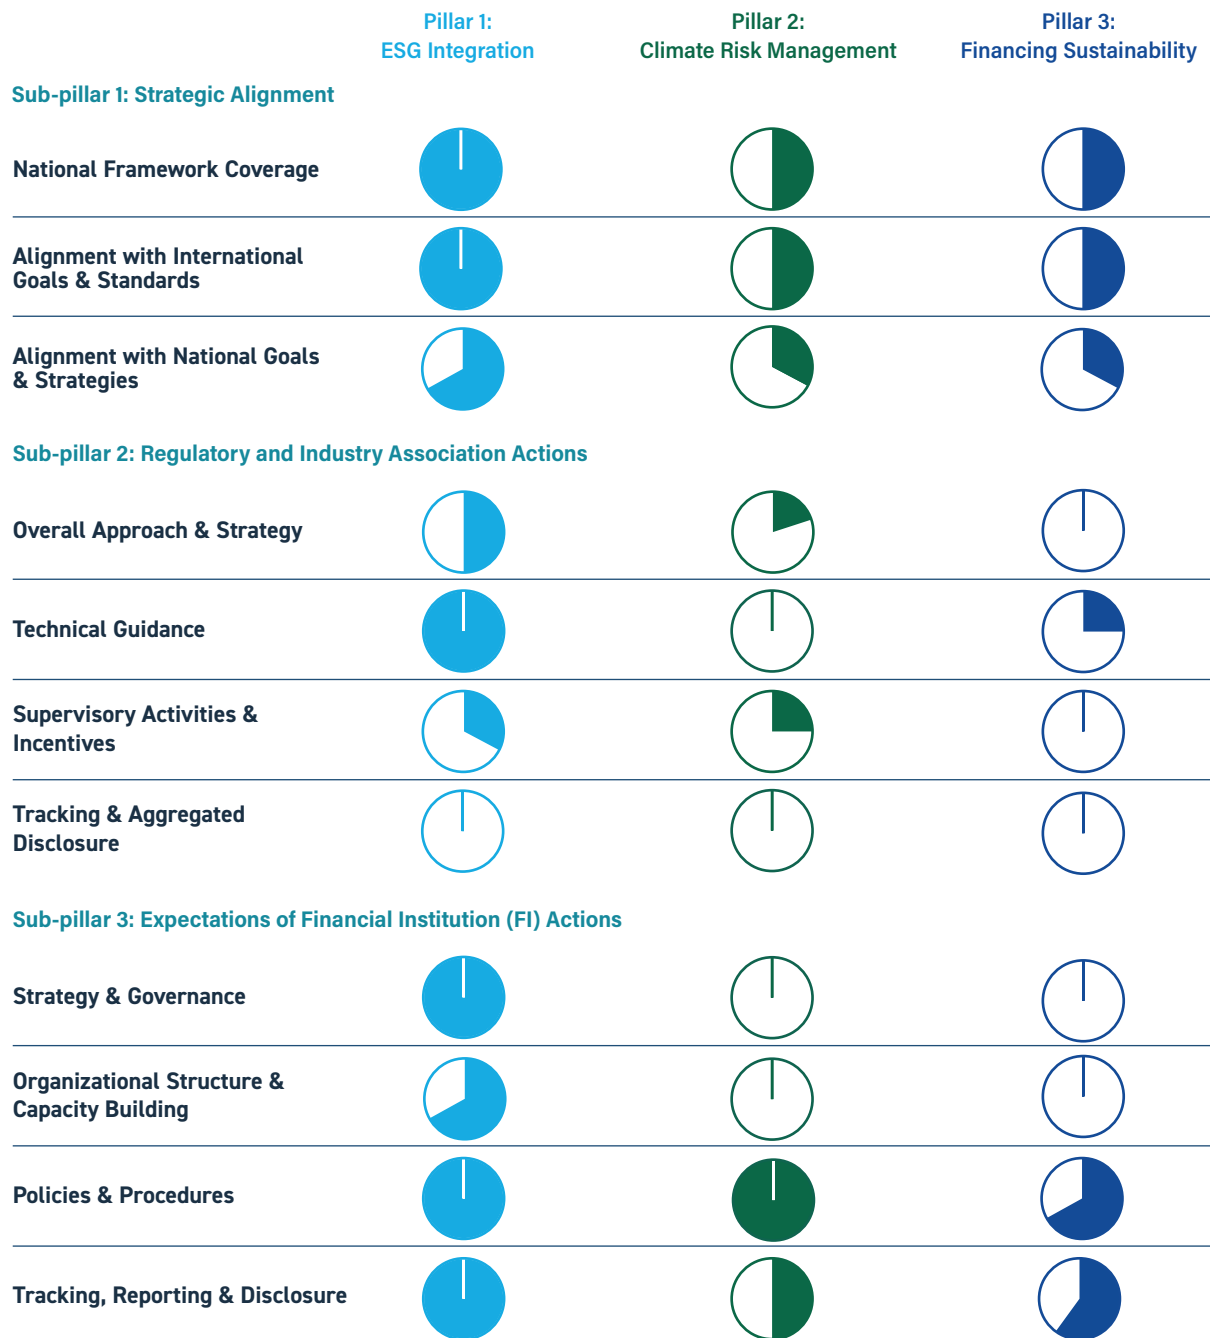 Pillar 1:
ESG Integration
Pillar 2:
Climate Risk Management
Pillar 3:
Financing Sustainability
Sub-pillar 1: Strategic Alignment
National Framework Coverage
Alignment with International
Goals & Standards
Alignment with National Goals
& Strategies
Sub-pillar 2: Regulatory and Industry Association Actions
Overall Approach & Strategy
Technical Guidance
Supervisory Activities &
Incentives
Tracking & Aggregated
Disclosure
Sub-pillar 3: Expectations of Financial Institution (FI) Actions
Strategy & Governance
Organizational Structure &
Capacity Building
Policies & Procedures
Tracking, Reporting & Disclosure